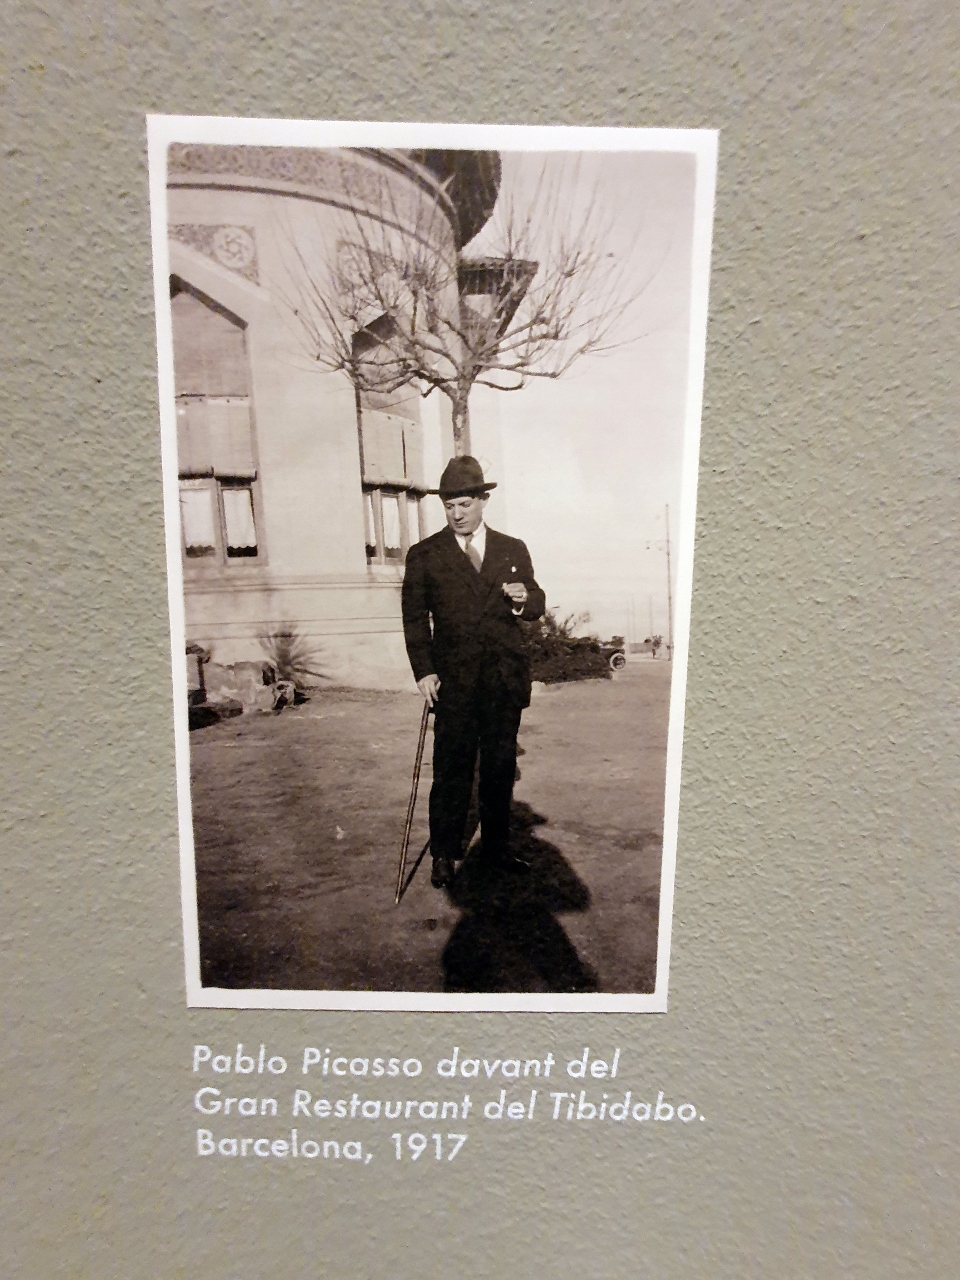 Pablo Picasso davant del
Gran Restaurant del Tibidabo.
Barcelona, 1917